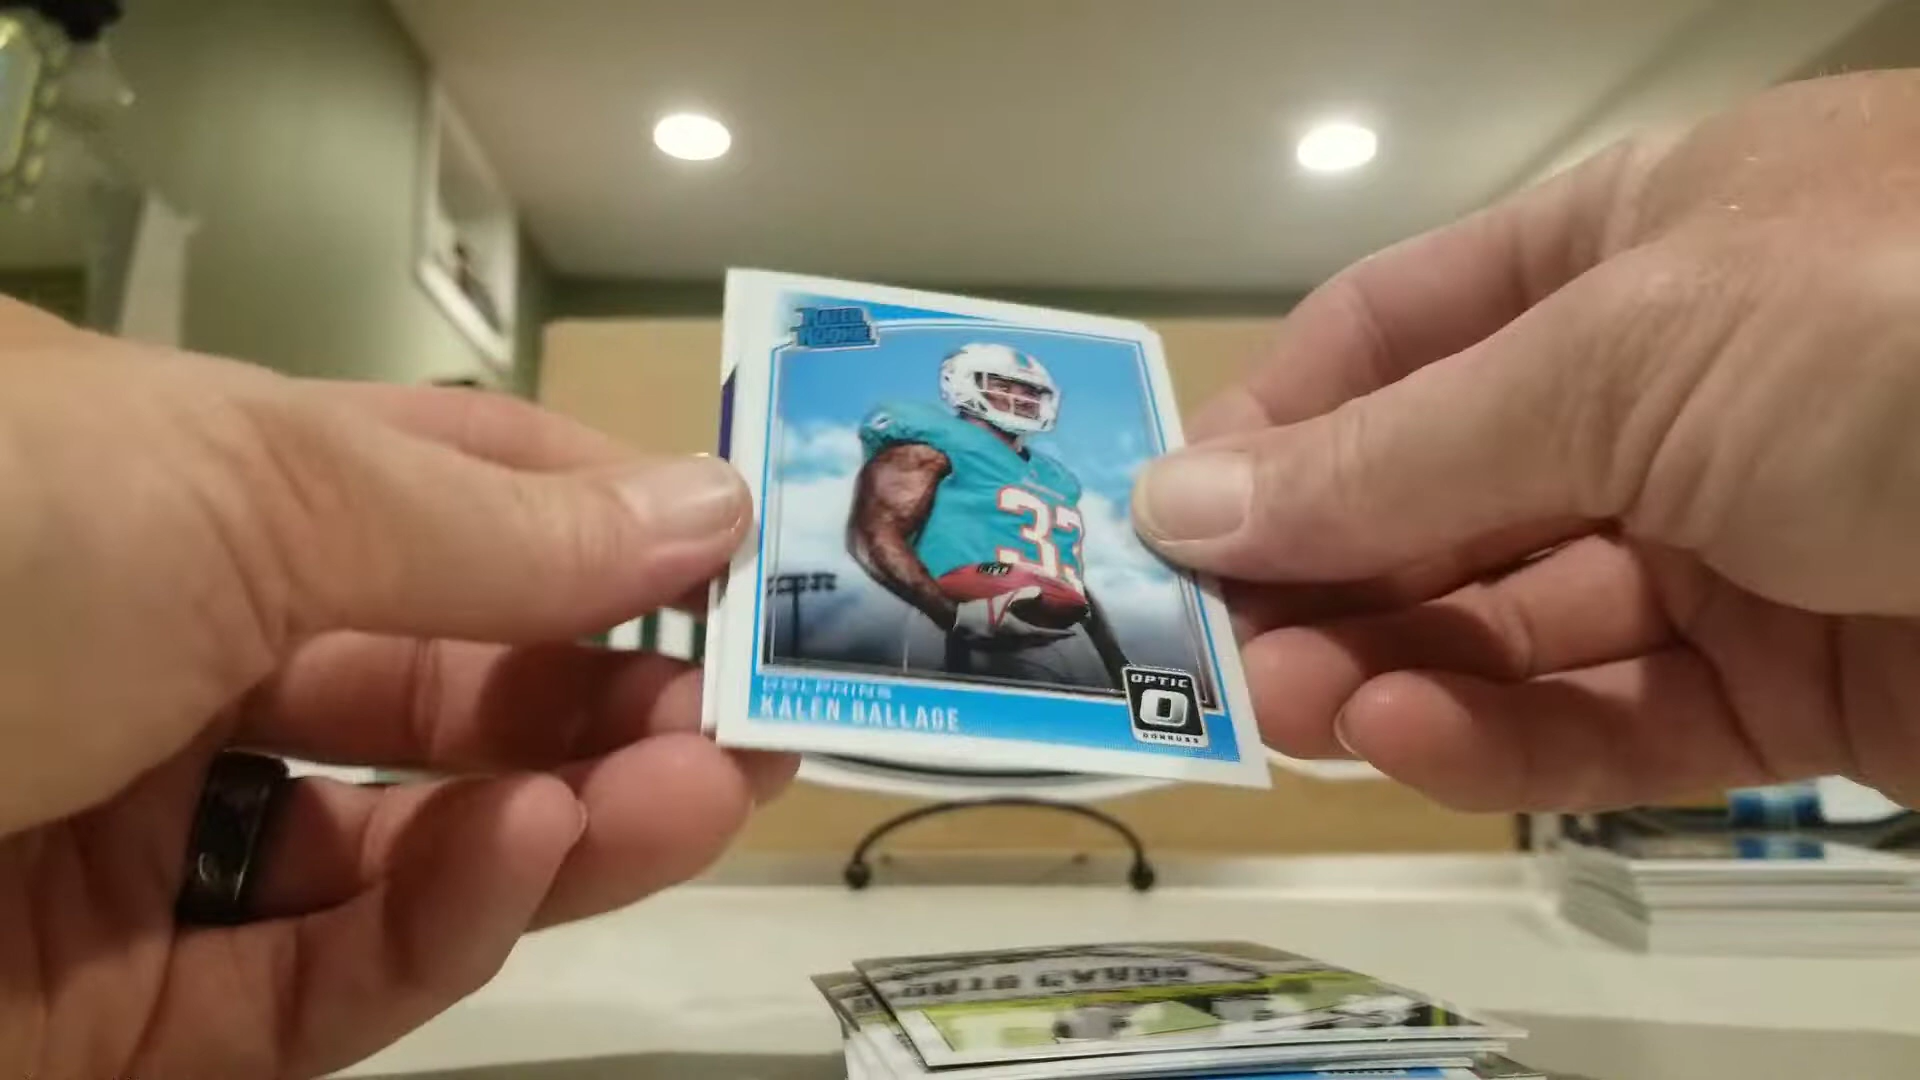 RATED
ROOKIE
33
DOLPHINS
KALEN BALLAGE
OPTIC
O
DONRUSS